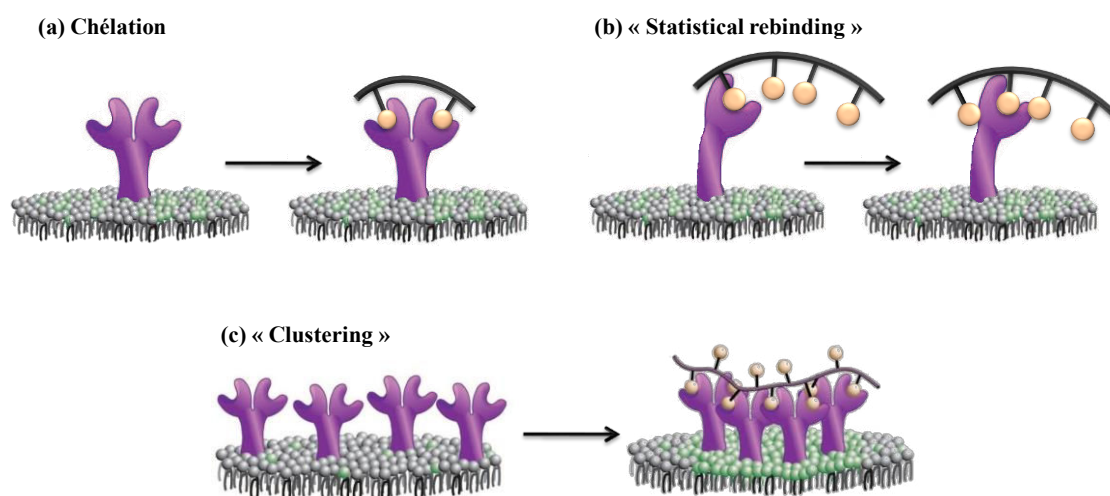 (a) Chélation
(b) « Statistical rebinding »
(c) « Clustering »